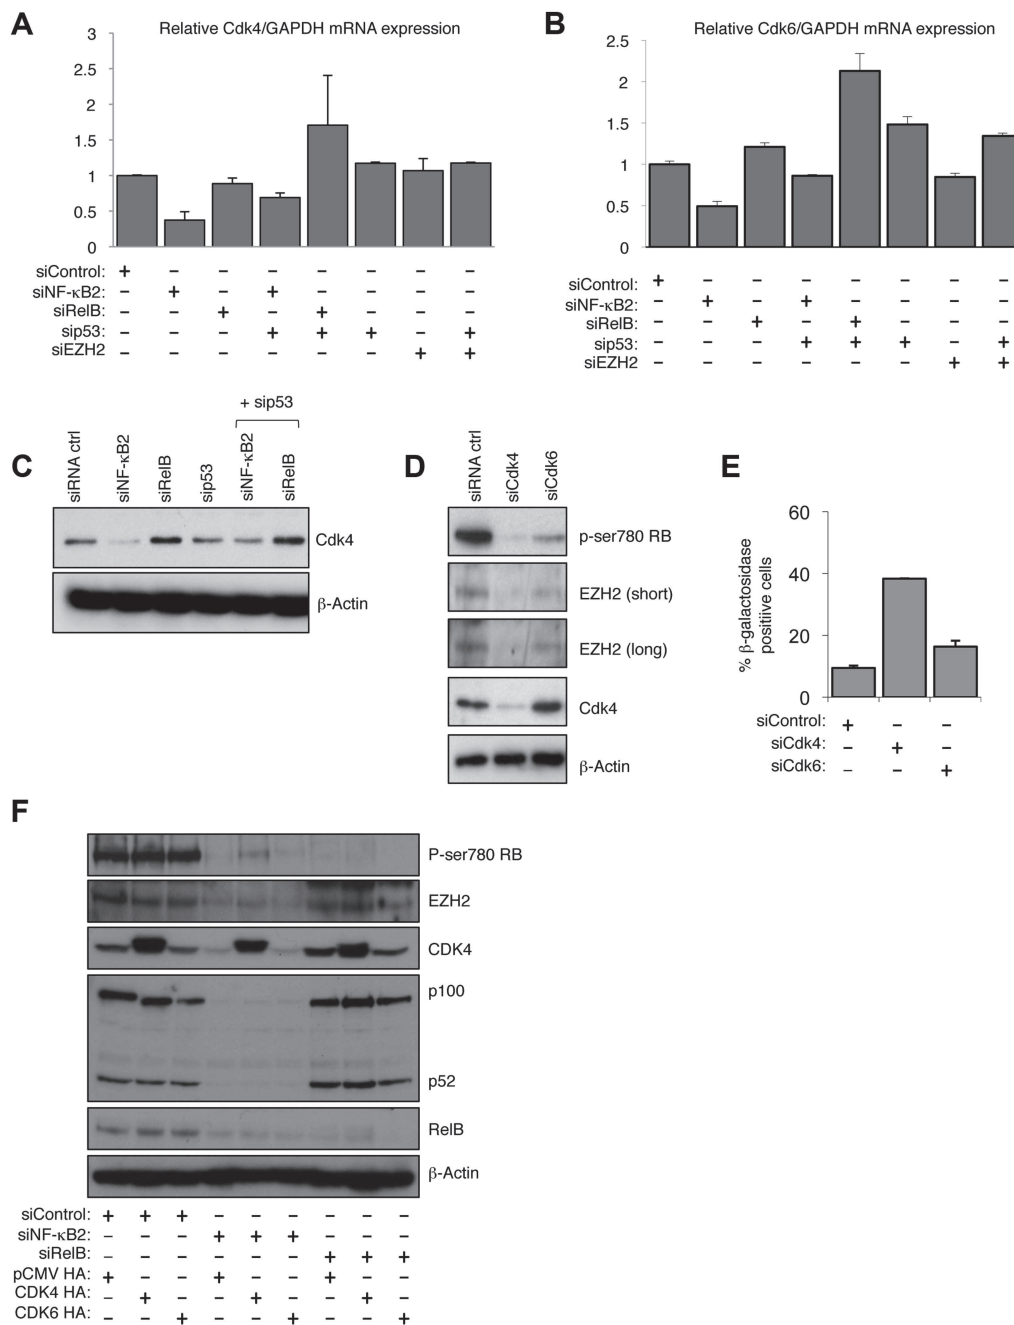 A
Relative Cdk4/GAPDH mRNA expression
3
2.5
2
1.5
1
0.5
0
siControl: + – – – – – – –
siNF-κB2: – + – + – – – –
siRelB: – – + – + – – –
sip53: – – – + + + – +
siEZH2 – – – – – – + +
B
Relative Cdk6/GAPDH mRNA expression
2.5
2
1.5
1
0.5
0
siControl: + – – – – – – –
siNF-κB2: – + – + – – – –
siRelB: – – + – + – – –
sip53: – – – + + + – +
siEZH2 – – – – – – + +
C
+ sip53
siRNA ctrl
siNF-κB2
siRelB
sip53
siNF-κB2
siRelB
Cdk4
β-Actin
D
siRNA ctrl
siCdk4
siCdk6
p-ser780 RB
EZH2 (short)
EZH2 (long)
Cdk4
β-Actin
E
% β-galactosidase
positiive cells
60
40
20
0
siControl: + – –
siCdk4: – + –
siCdk6: – – +
F
P-ser780 RB
EZH2
CDK4
p100
p52
RelB
β-Actin
siControl: + + + – – – – – –
siNF-κB2: – – – + + + – – –
siRelB: – – – – – – + + +
pCMV HA: + – – + – – + – –
CDK4 HA: – + – – + – – + –
CDK6 HA: – – + – – + – – +